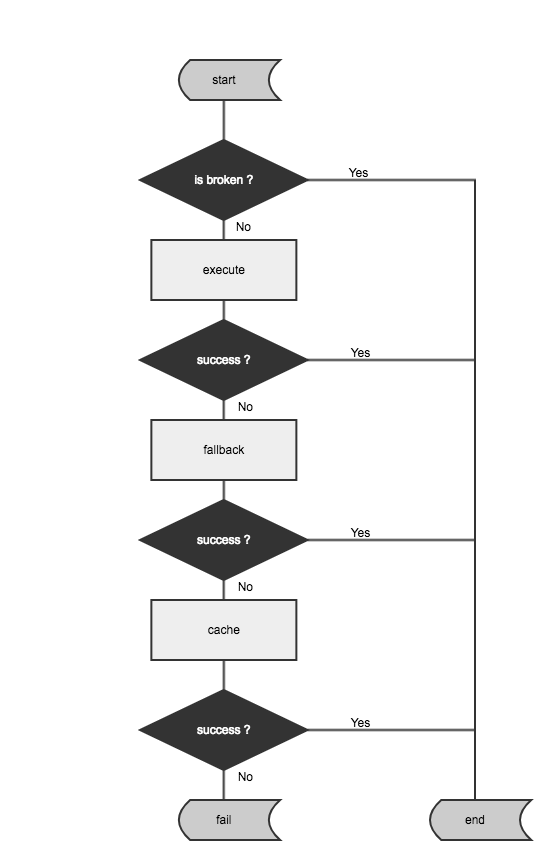 start
is broken ?
Yes
No
execute
success ?
Yes
No
fallback
success ?
Yes
No
cache
success ?
Yes
No
fail
end